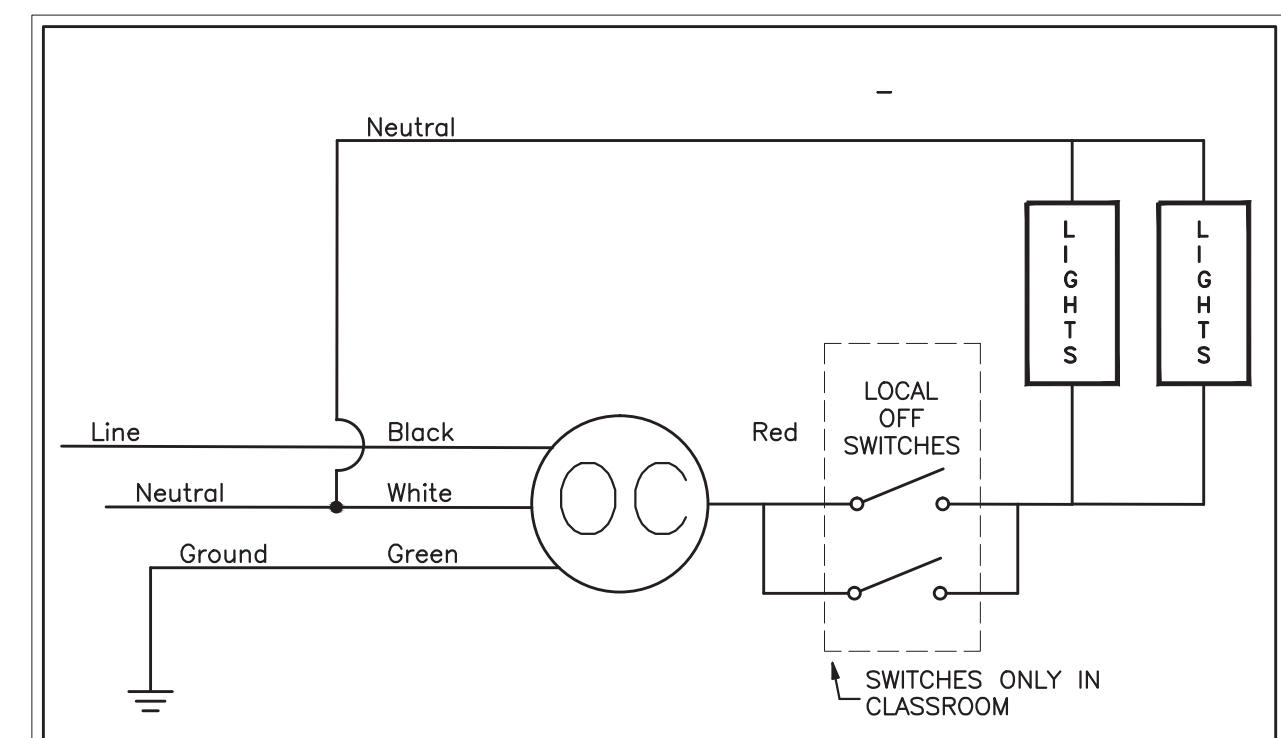 Neutral
L
I
G
H
T
S
L
I
G
H
T
S
LOCAL
OFF
SWITCHES
Line
Black
Red
Neutral
White
OC
Ground
Green
SWITCHES ONLY IN
CLASSROOM